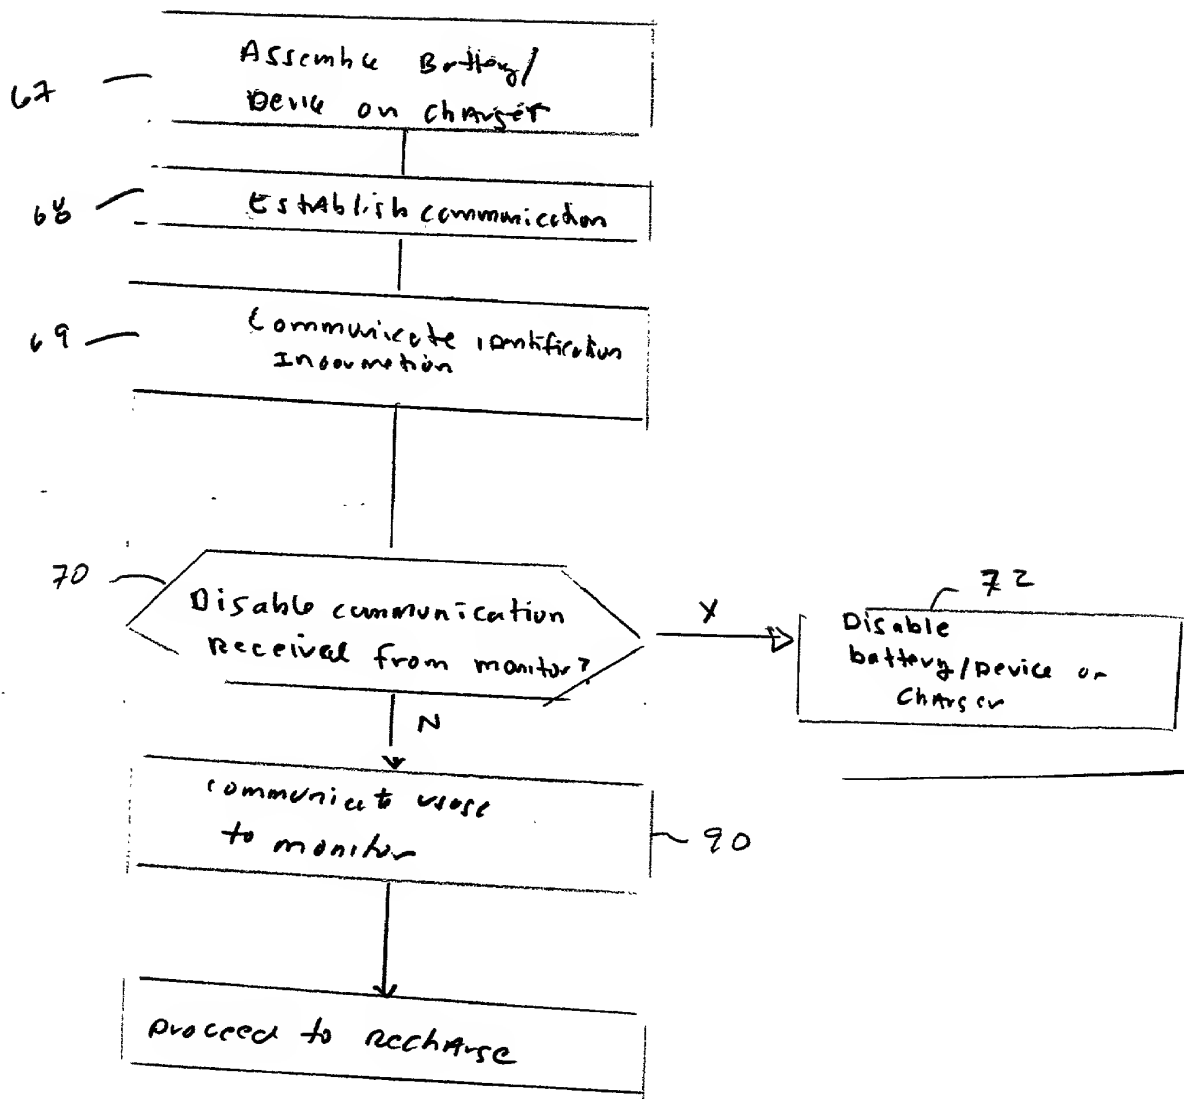 67
Assemble Battery/
Device on Charger
68
Establish communication
69
Communicate identification
Information
70
Disable communication
Received from monitor?
Y
72
Disable
battery/Device or
Charger
N
communicate usage
to monitor
90
proceed to Recharge